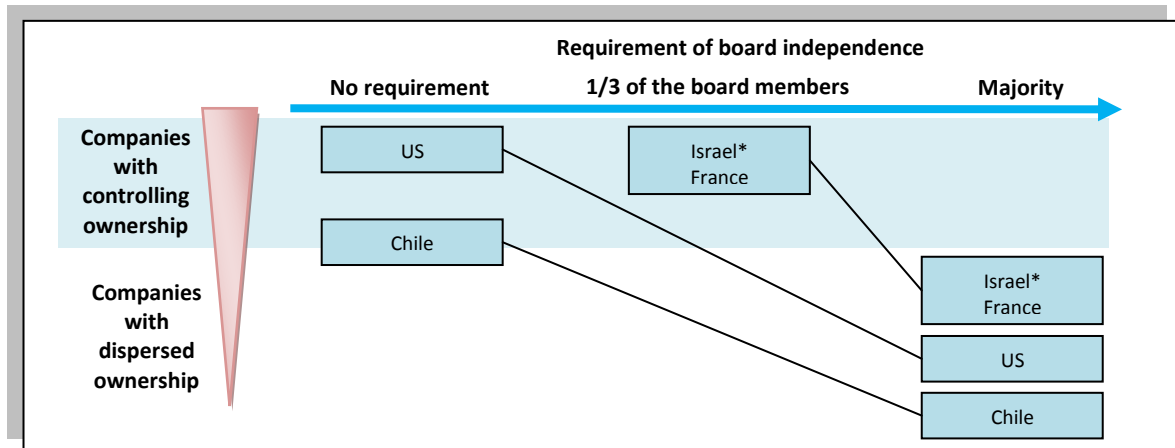 Requirement of board independence
No requirement
1/3 of the board members
Majority
Companies
with
controlling
ownership
US
Israel*
France
Chile
Companies
with
dispersed
ownership
Israel*
France
US
Chile